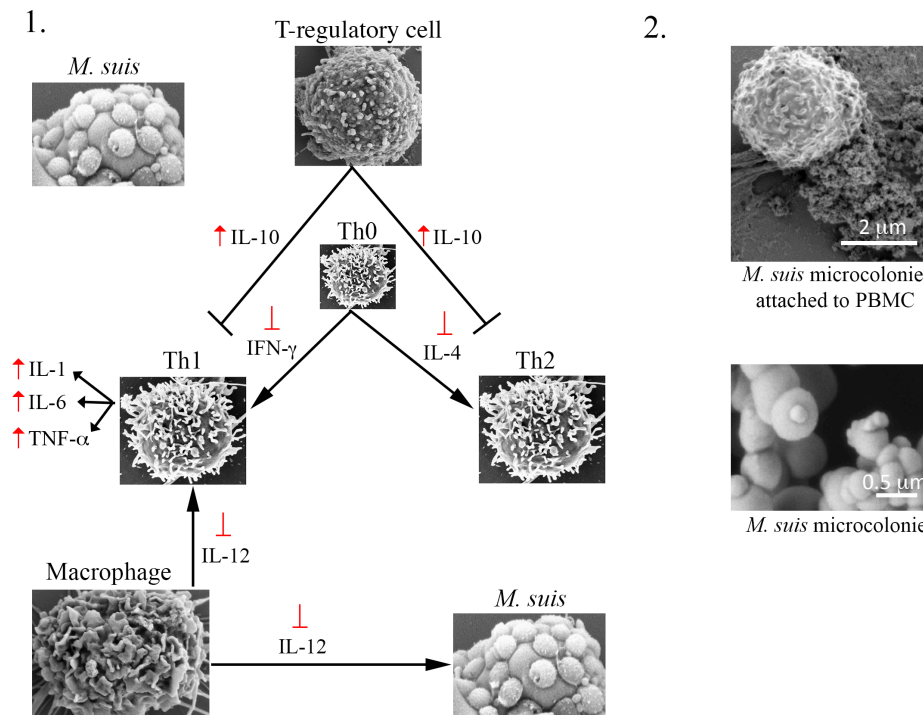 1.
T-regulatory cell
M. suis
IL-10
Th0
IL-10
IFN-γ
IL-4
Th1
Th2
IL-1
IL-6
TNF-α
IL-12
Macrophage
IL-12
M. suis
2.
2 μm
M. suis microcolonie
attached to PBMC
0.5 μm
M. suis microcolonie